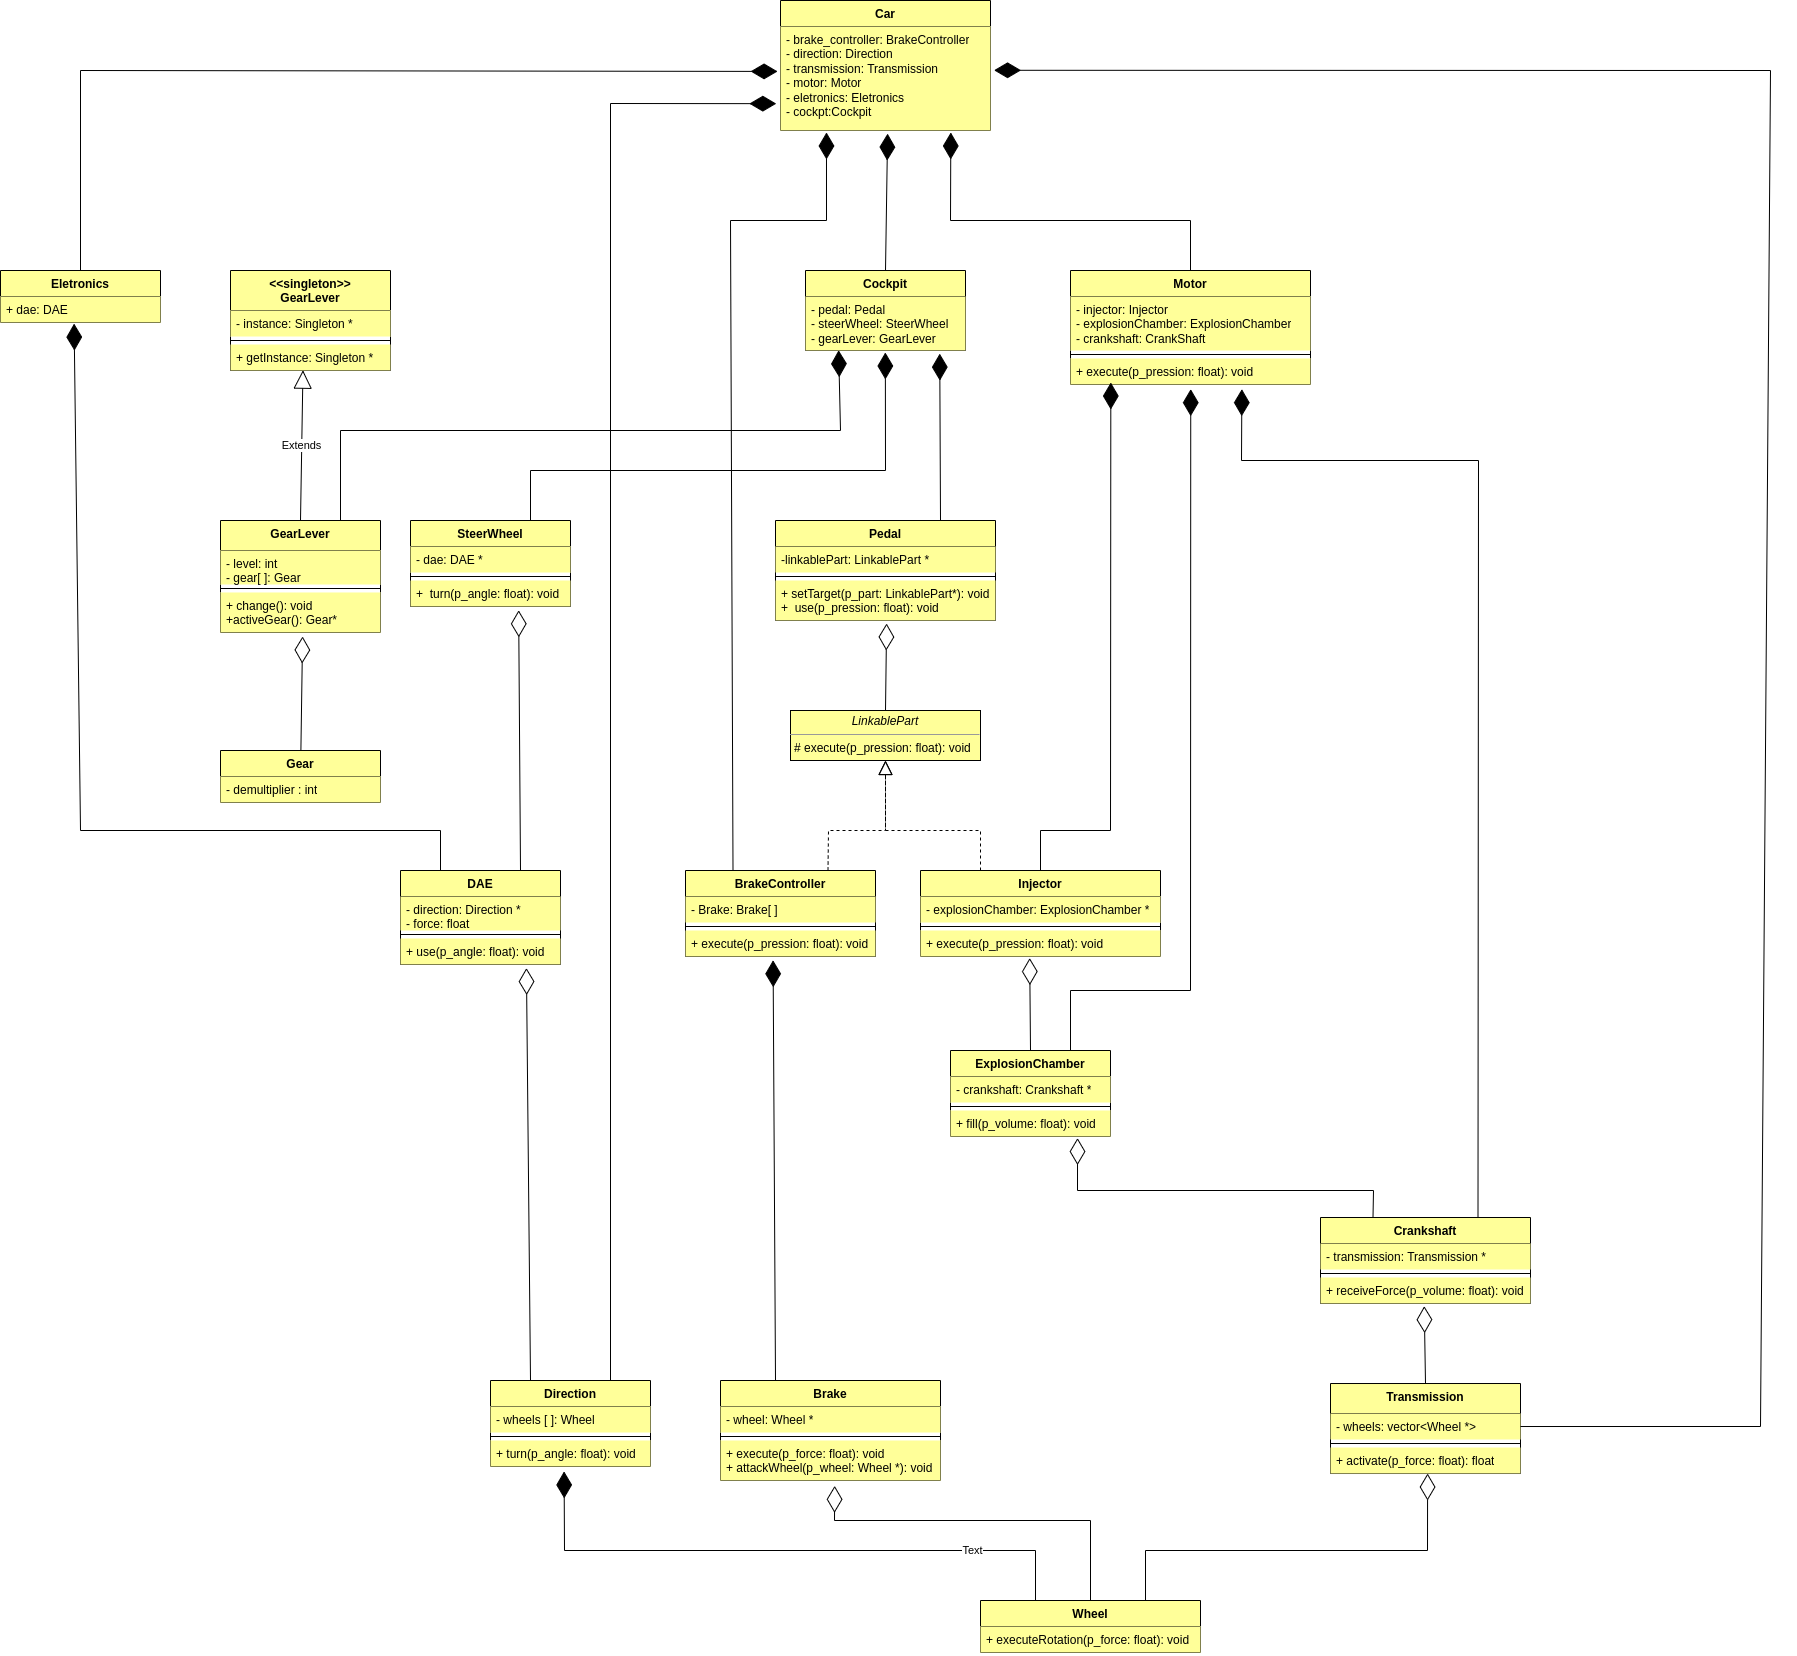 Car
- brake_controller: BrakeController
- direction: Direction
- transmission: Transmission
- motor: Motor
- eletronics: Eletronics
- cockpt:Cockpit
Eletronics
+ dae: DAE
<<singleton>>
GearLever
- instance: Singleton *
+ getInstance: Singleton *
Cockpit
- pedal: Pedal
- steerWheel: SteerWheel
- gearLever: GearLever
Motor
- injector: Injector
- explosionChamber: ExplosionChamber
- crankshaft: CrankShaft
+ execute(p_pression: float): void
Extends
GearLever
- level: int
- gear[ ]: Gear
+ change(): void
+activeGear(): Gear*
SteerWheel
- dae: DAE *
+  turn(p_angle: float): void
Pedal
-linkablePart: LinkablePart *
+ setTarget(p_part: LinkablePart*): void
+  use(p_pression: float): void
LinkablePart
# execute(p_pression: float): void
Gear
- demultiplier : int
DAE
- direction: Direction *
- force: float
+ use(p_angle: float): void
BrakeController
- Brake: Brake[ ]
+ execute(p_pression: float): void
Injector
- explosionChamber: ExplosionChamber *
+ execute(p_pression: float): void
ExplosionChamber
- crankshaft: Crankshaft *
+ fill(p_volume: float): void
Crankshaft
- transmission: Transmission *
+ receiveForce(p_volume: float): void
Direction
- wheels [ ]: Wheel
+ turn(p_angle: float): void
Brake
- wheel: Wheel *
+ execute(p_force: float): void
+ attackWheel(p_wheel: Wheel *): void
Transmission
- wheels: vector<Wheel *>
+ activate(p_force: float): float
Text
Wheel
+ executeRotation(p_force: float): void